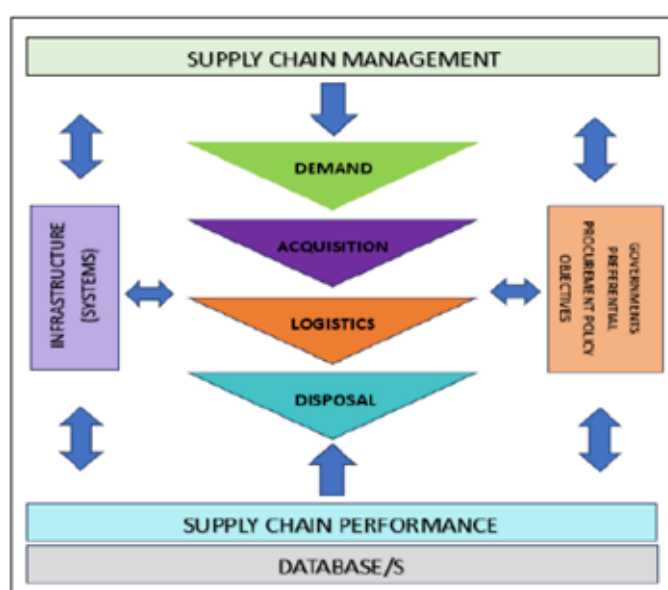 SUPPLY CHAIN MANAGEMENT
DEMAND
ACQUISITION
LOGISTICS
DISPOSAL
INFRASTRUCTURE
(SYSTEMS)
GOVERNMENTS
PREFERENTIAL
PROCUREMENT POLICY
OBJECTIVES
SUPPLY CHAIN PERFORMANCE
DATABASE/S